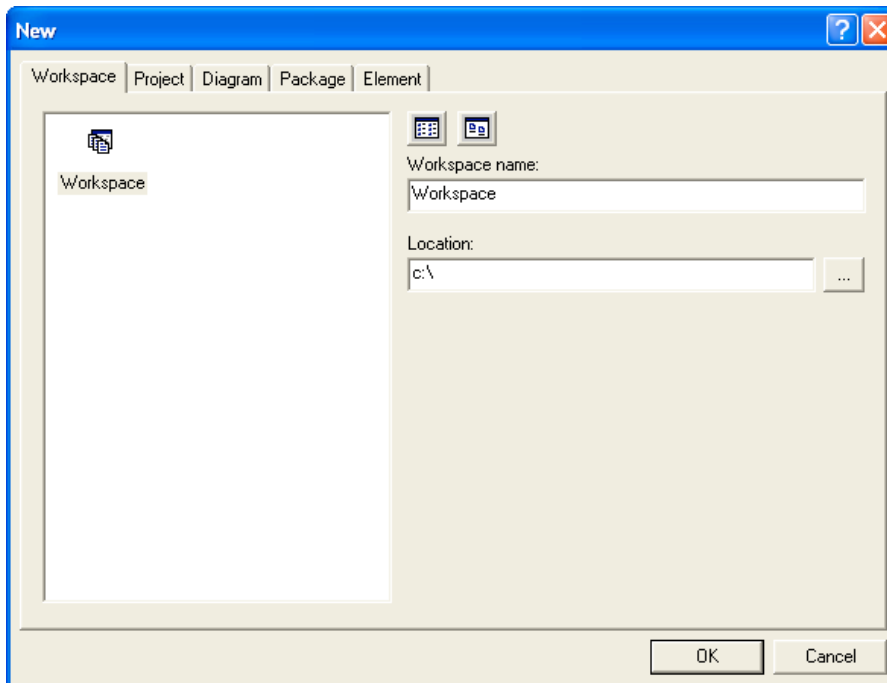 New
Workspace Project Diagram Package Element
Workspace
Workspace name:
Workspace
Location:
c:\
...
OK Cancel